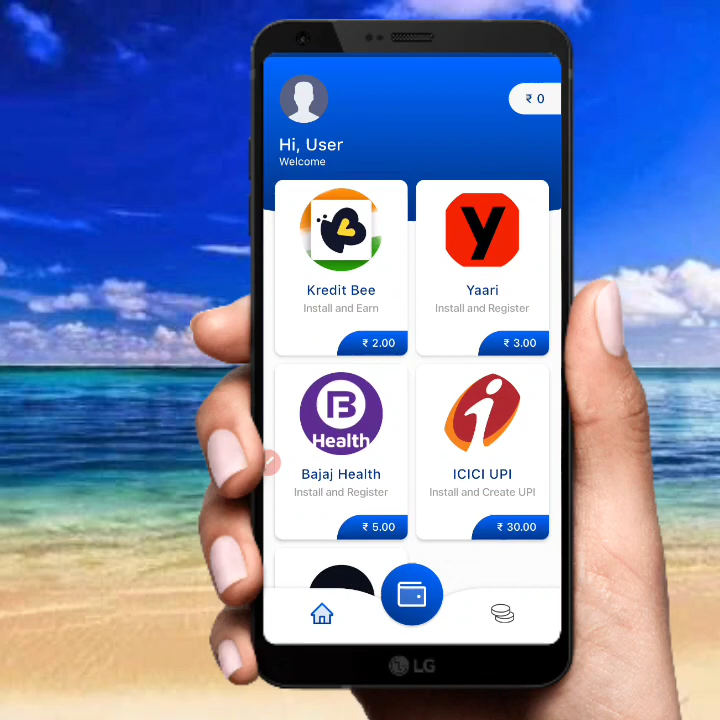 ₹ 0
Hi, User
Welcome
Kredit Bee
Install and Earn
₹ 2.00
y
Yaari
Install and Register
₹ 3.00
B
Health
Bajaj Health
Install and Register
₹ 5.00
i
ICICI UPI
Install and Create UPI
₹ 30.00
LG